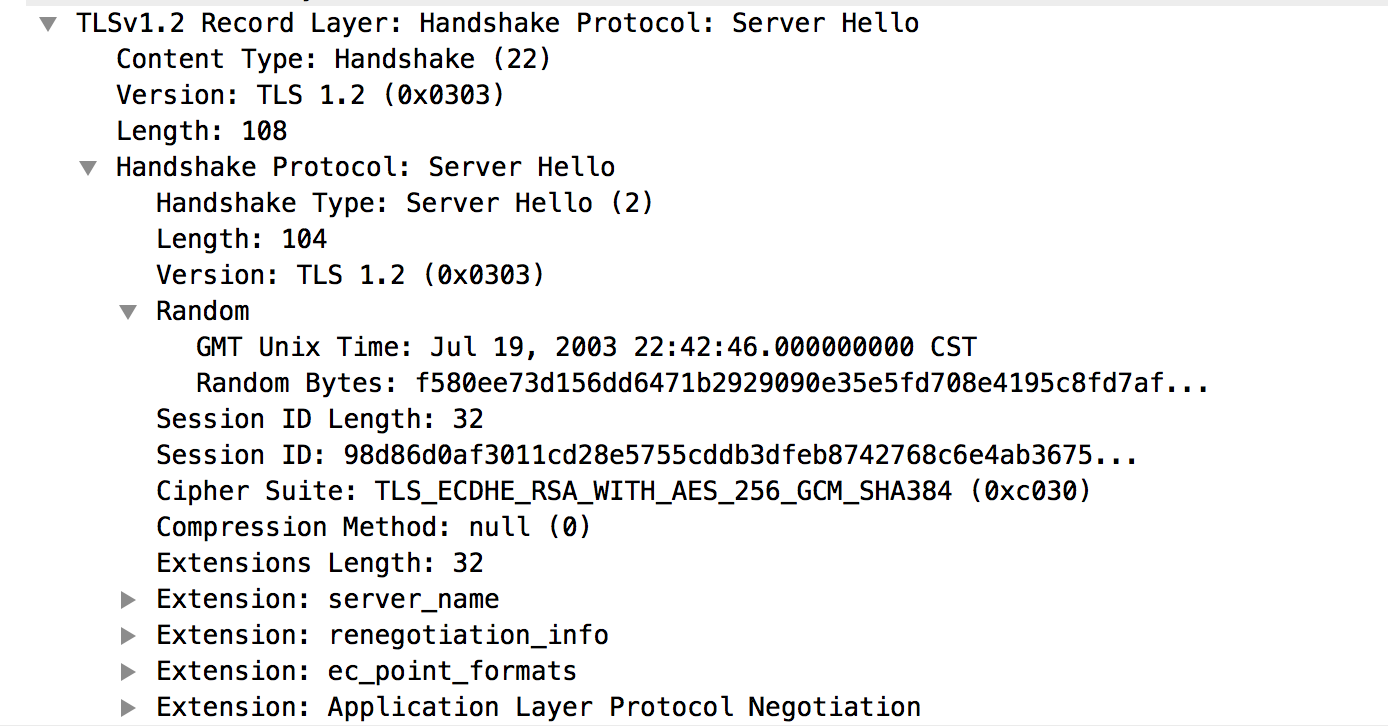 TLSv1.2 Record Layer: Handshake Protocol: Server Hello
Content Type: Handshake (22)
Version: TLS 1.2 (0x0303)
Length: 108
Handshake Protocol: Server Hello
Handshake Type: Server Hello (2)
Length: 104
Version: TLS 1.2 (0x0303)
Random
GMT Unix Time: Jul 19, 2003 22:42:46.000000000 CST
Random Bytes: f580ee73d156dd6471b2929090e35e5fd708e4195c8fd7af...
Session ID Length: 32
Session ID: 98d86d0af3011cd28e5755cddb3dfeb8742768c6e4ab3675...
Cipher Suite: TLS_ECDHE_RSA_WITH_AES_256_GCM_SHA384 (0xc030)
Compression Method: null (0)
Extensions Length: 32
Extension: server_name
Extension: renegotiation_info
Extension: ec_point_formats
Extension: Application Layer Protocol Negotiation